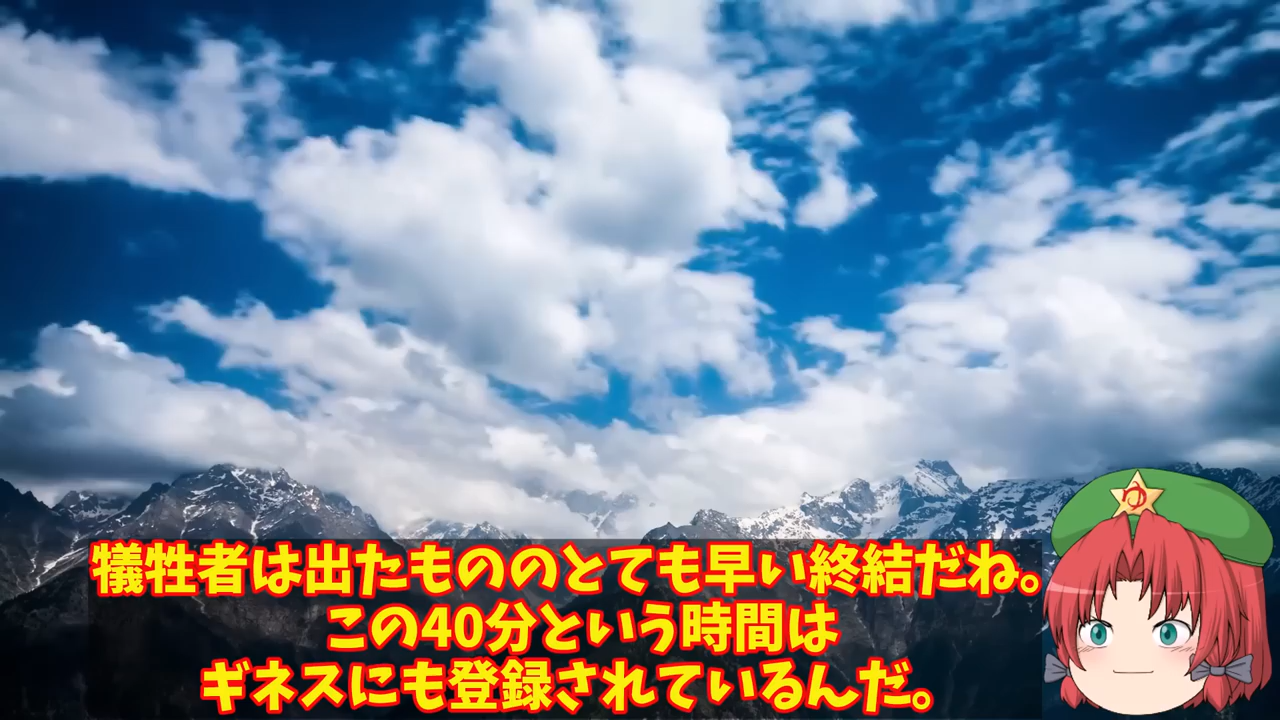 犠牲者は出たもののとても早い終結だね。
この40分という時間は
ギネスにも登録されているんだ。